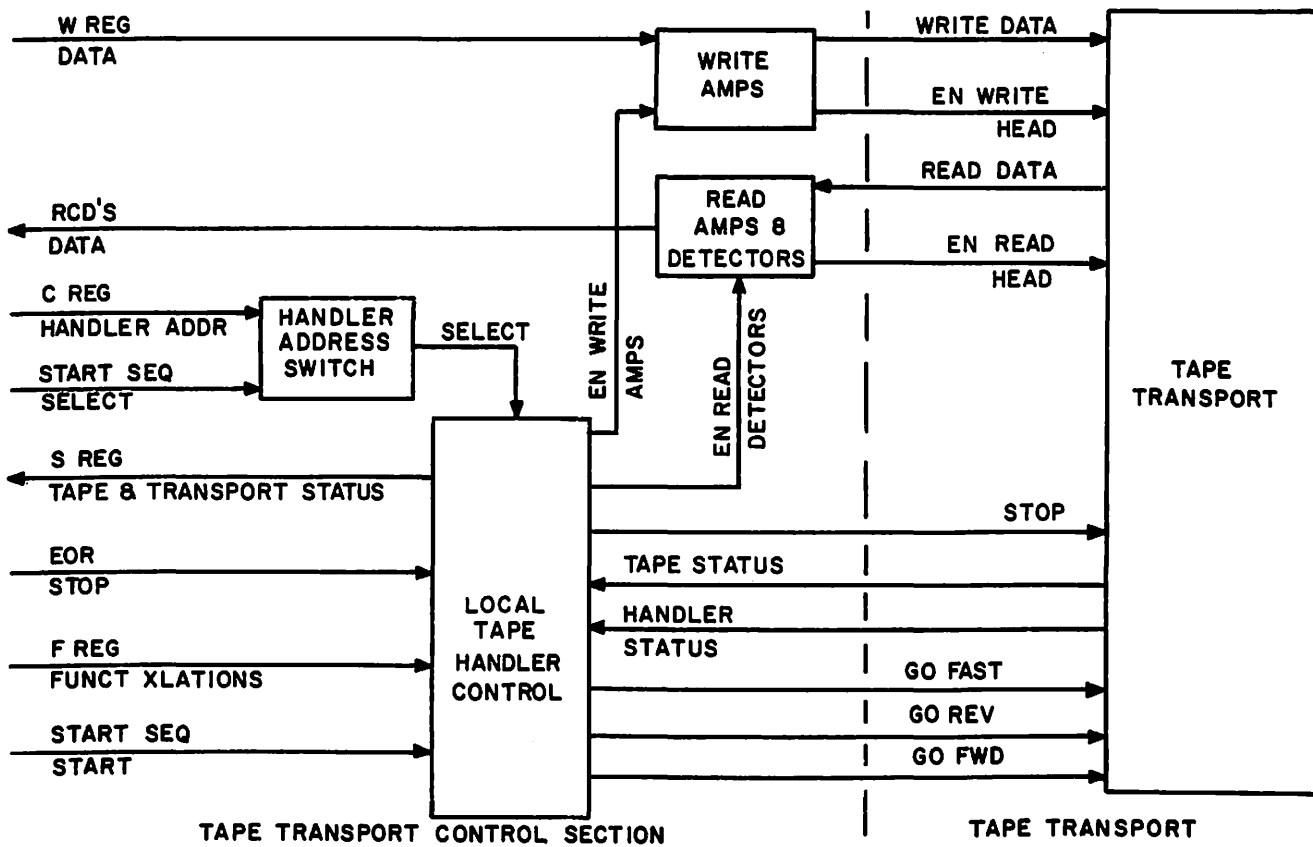 W REG
DATA
WRITE
AMPS
WRITE DATA
EN WRITE
HEAD
READ DATA
RCD'S
DATA
READ
AMPS &
DETECTORS
EN READ
HEAD
C REG
HANDLER ADDR
START SEQ
SELECT
HANDLER
ADDRESS
SWITCH
SELECT
EN WRITE
AMPS
EN READ
DETECTORS
TAPE
TRANSPORT
S REG
TAPE & TRANSPORT STATUS
EOR
STOP
F REG
FUNCT XLATIONS
START SEQ
START
LOCAL
TAPE
HANDLER
CONTROL
STOP
TAPE STATUS
HANDLER
STATUS
GO FAST
GO REV
GO FWD
TAPE TRANSPORT CONTROL SECTION
TAPE TRANSPORT